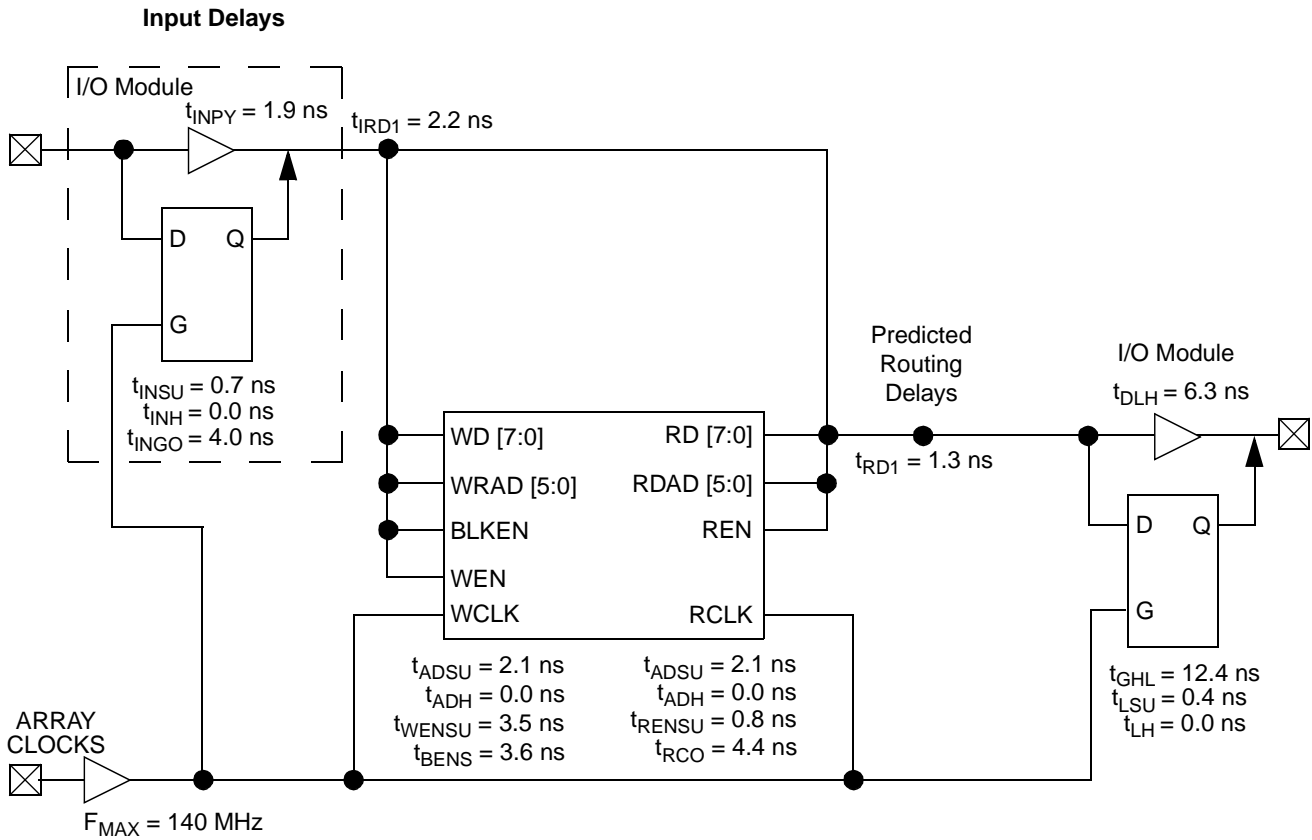 Input Delays
I/O Module
tINPY = 1.9 ns
tIRD1 = 2.2 ns
D Q
G
tINSU = 0.7 ns
tINH = 0.0 ns
tINGO = 4.0 ns
Predicted
Routing
Delays
tRD1 = 1.3 ns
I/O Module
tDLH = 6.3 ns
WD [7:0] RD [7:0]
WRAD [5:0] RDAD [5:0]
BLKEN REN
WEN
WCLK RCLK
D Q
G
tADSU = 2.1 ns
tADH = 0.0 ns
tWENSU = 3.5 ns
tBENS = 3.6 ns
tADSU = 2.1 ns
tADH = 0.0 ns
tRENSU = 0.8 ns
tRCO = 4.4 ns
tGHL = 12.4 ns
tLSU = 0.4 ns
tLH = 0.0 ns
ARRAY
CLOCKS
FMAX = 140 MHz